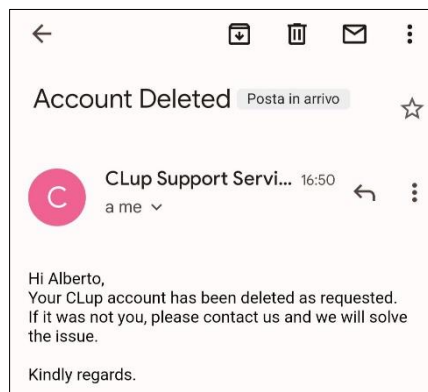 Account Deleted Posta in arrivo
CLup Support Servi... 16:50
C
a me
Hi Alberto,
Your CLup account has been deleted as requested.
If it was not you, please contact us and we will solve
the issue.
Kindly regards.